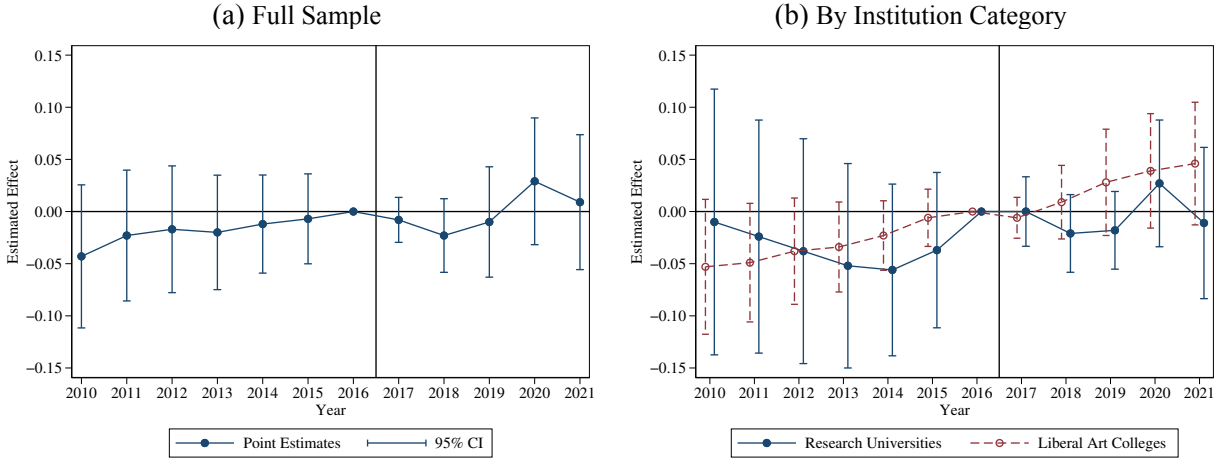 (a) Full Sample
0.15
0.10
0.05
0.00
−0.05
−0.10
−0.15
Estimated Effect
2010 2011 2012 2013 2014 2015 2016 2017 2018 2019 2020 2021
Year
Point Estimates 95% CI
(b) By Institution Category
0.15
0.10
0.05
0.00
−0.05
−0.10
−0.15
Estimated Effect
2010 2011 2012 2013 2014 2015 2016 2017 2018 2019 2020 2021
Year
Research Universities Liberal Art Colleges